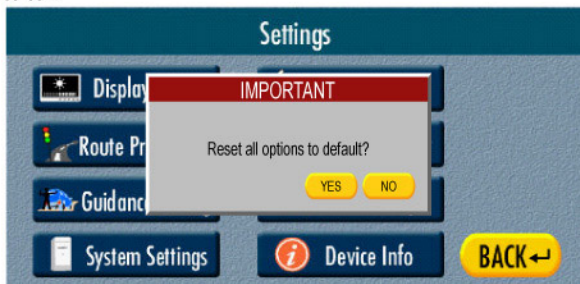 Settings
Display
IMPORTANT
Reset all options to default?
YES NO
Route Pr
Guidanc
System Settings
Device Info
BACK